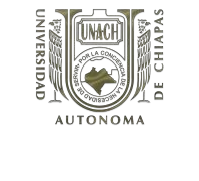 UNACH
UNIVERSIDAD
AUTONOMA
DE CHIAPAS
POR LA CONCIENCIA DE LA NECESIDAD DE SERVIR